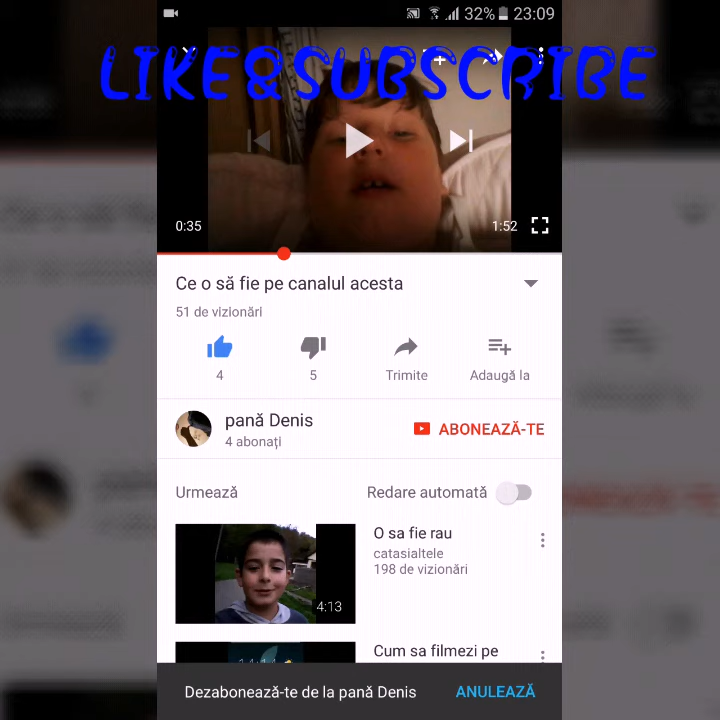 32% 23:09
LIKE&SUBSCRIBE
0:35
1:52
Ce o să fie pe canalul acesta
51 de vizionări
4
5
Trimite
Adaugă la
pană Denis
4 abonați
ABONEAZĂ-TE
Urmează
Redare automată
O sa fie rau
catasialtele
198 de vizionări
4:13
Cum sa filmezi pe
Dezabonează-te de la pană Denis
ANULEAZĂ